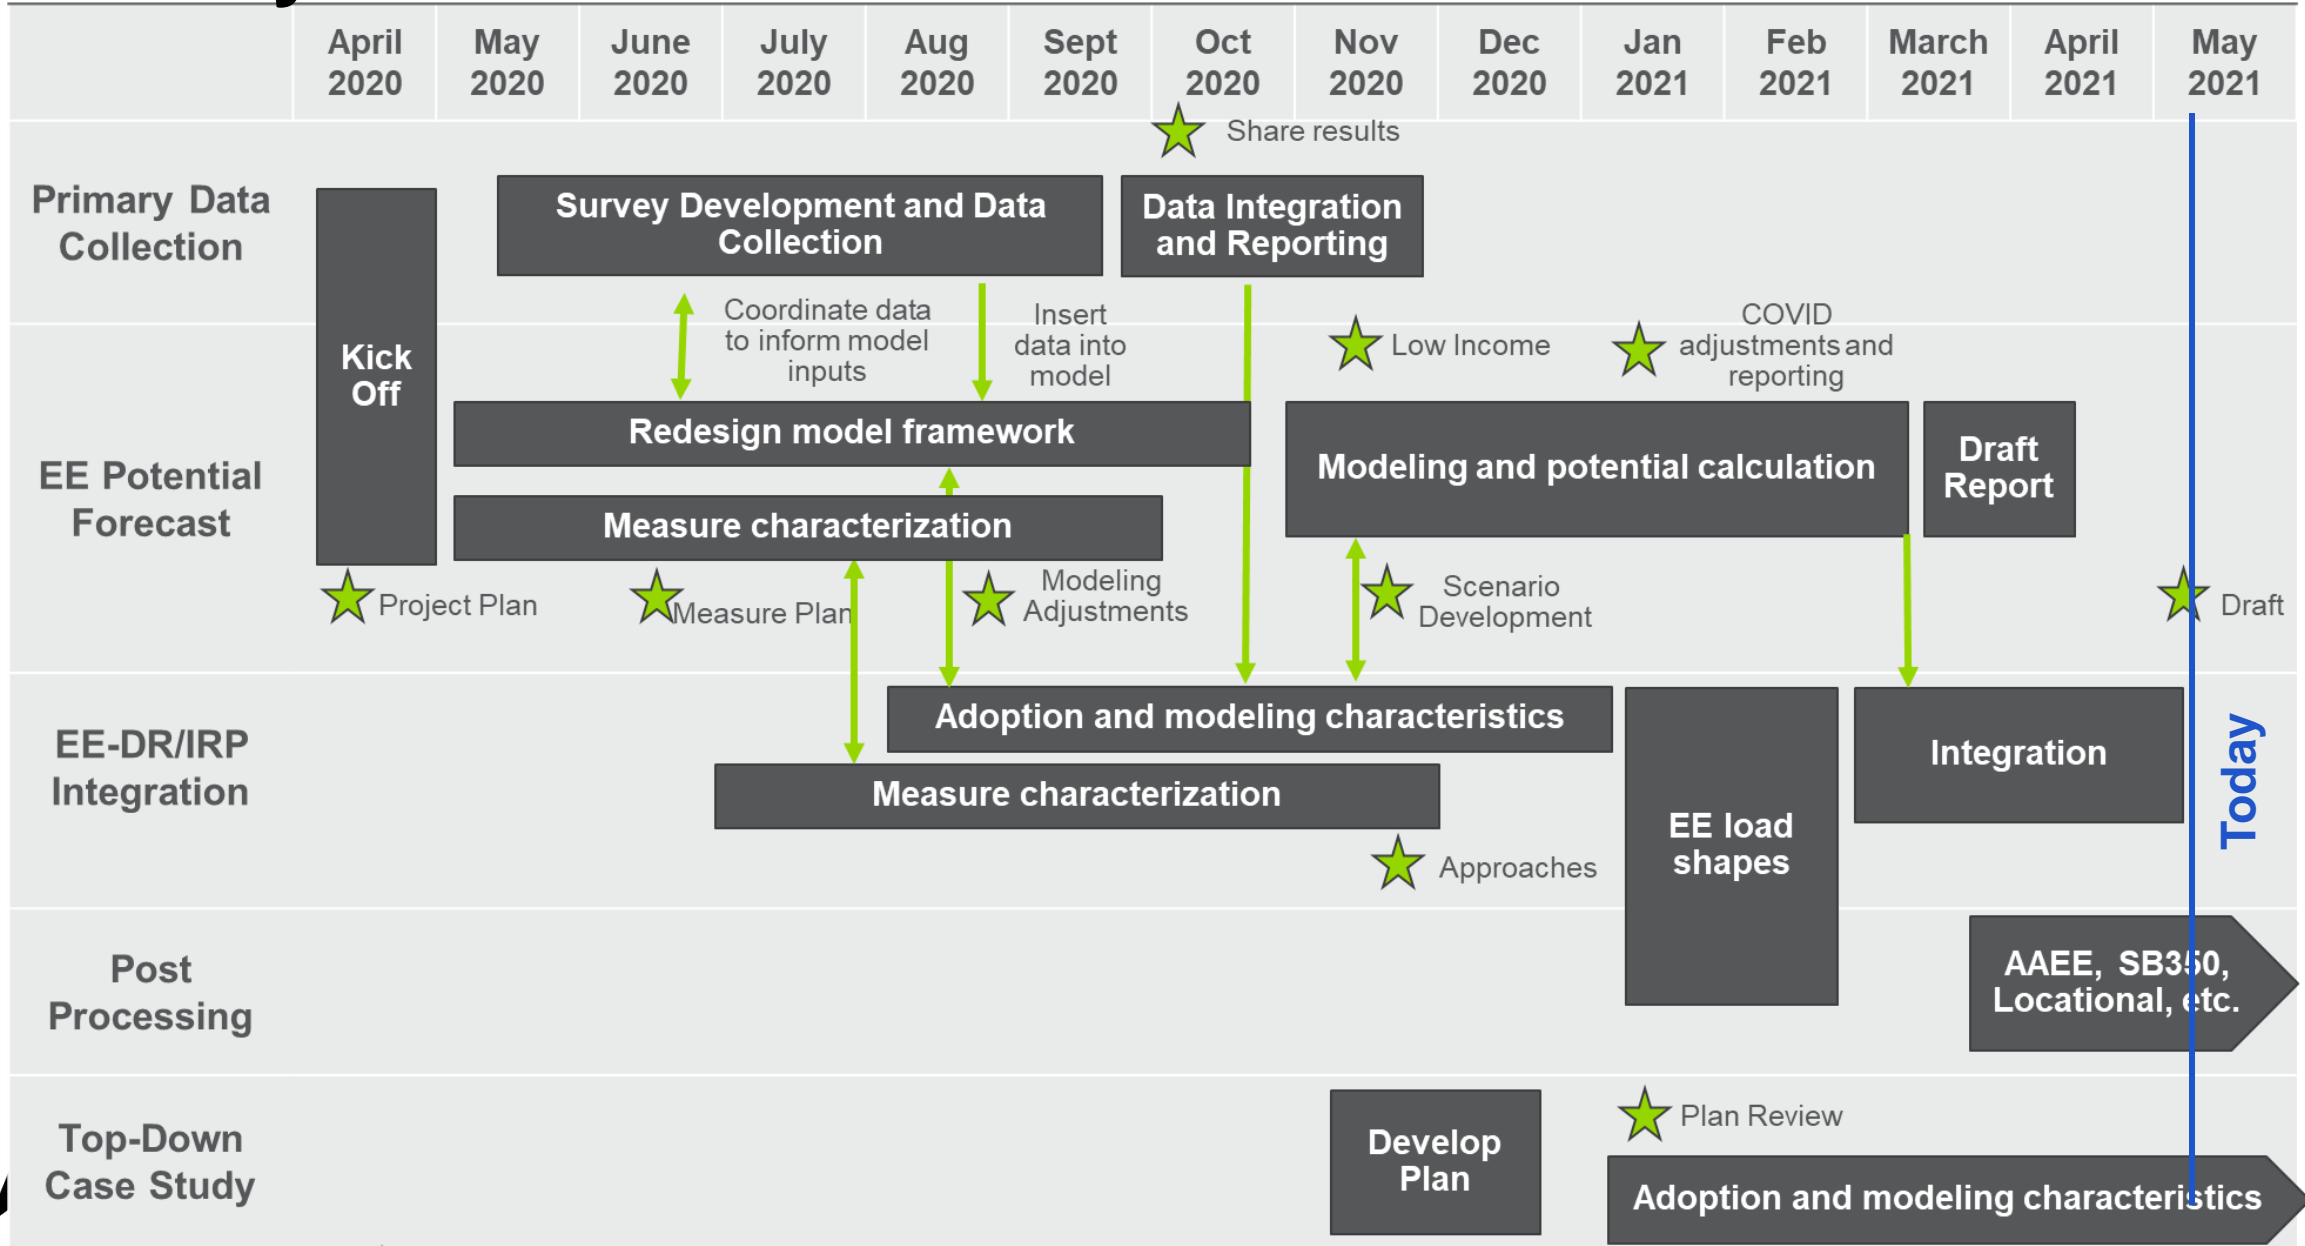 April
2020
May
2020
June
2020
July
2020
Aug
2020
Sept
2020
Oct
2020
Nov
2020
Dec
2020
Jan
2021
Feb
2021
March
2021
April
2021
May
2021
Share results
Primary Data
Collection
Survey Development and Data
Collection
Data Integration
and Reporting
Kick
Off
Coordinate data
to inform model
inputs
Insert
data into
model
Low Income
COVID
adjustments and
reporting
EE Potential
Forecast
Redesign model framework
Measure characterization
Modeling and potential calculation
Draft
Report
Project Plan
Measure Plan
Modeling
Adjustments
Scenario
Development
Draft
EE-DR/IRP
Integration
Adoption and modeling characteristics
Measure characterization
EE load
shapes
Integration
Today
Approaches
Post
Processing
AAEE, SB350,
Locational, etc.
Top-Down
Case Study
Develop
Plan
Plan Review
Adoption and modeling characteristics